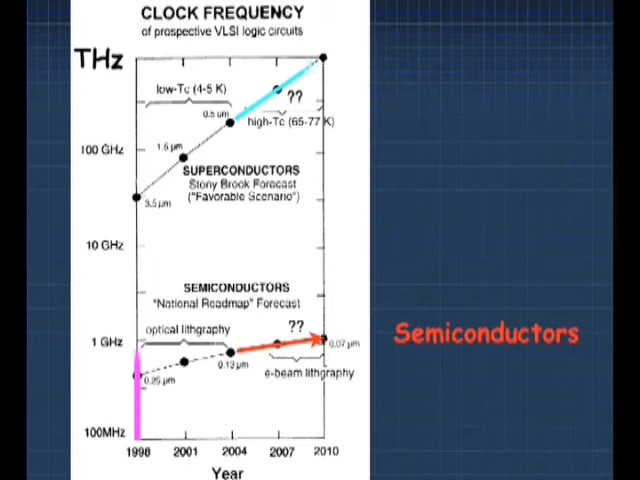 CLOCK FREQUENCY
of prospective VLSI logic circuits
THz
low-Tc (4-5 K)
??
0.5 um
high-Tc (65-77 K)
1.5 μm
100 GHz
SUPERCONDUCTORS
Stony Brook Forecast
("Favorable Scenario")
3.5 μm
10 GHz
SEMICONDUCTORS
"National Roadmap" Forecast
optical lithgraphy
??
Semiconductors
1 GHz
0.07 μm
0.13 μm
e-beam lithgraphy
0.25 μm
100MHz
1998 2001 2004 2007 2010
Year